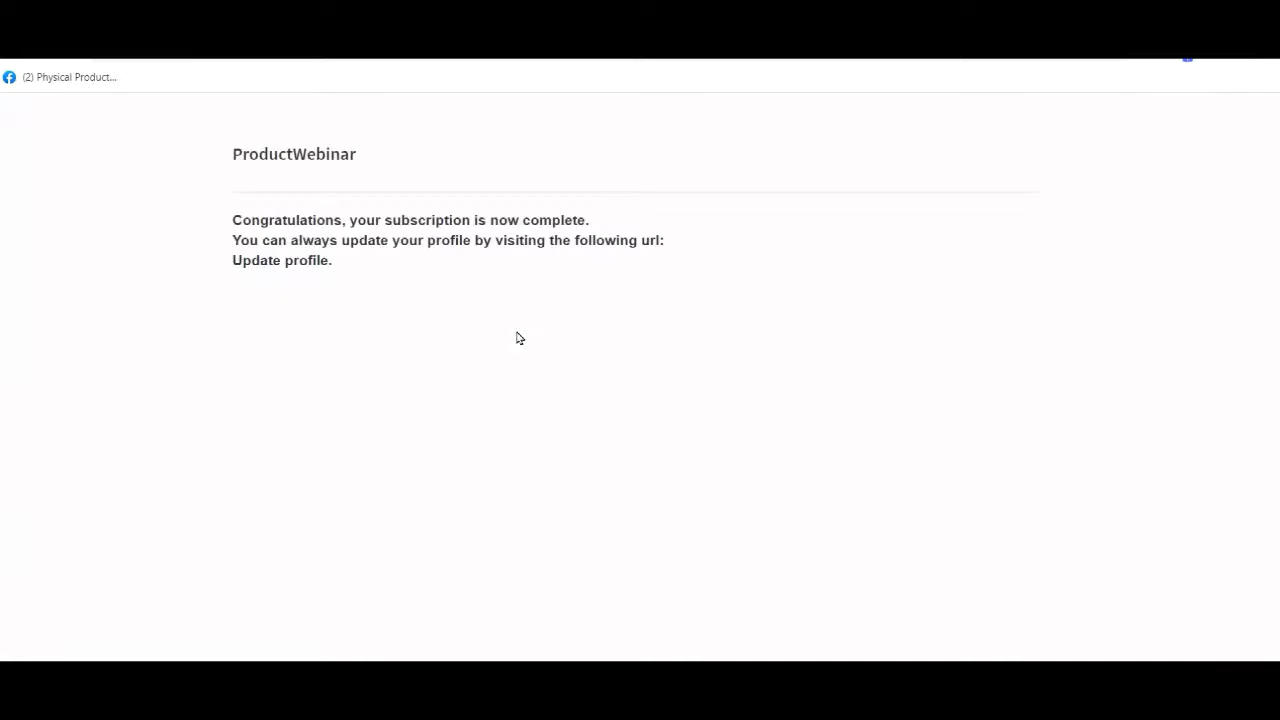 (2) Physical Product...
ProductWebinar
Congratulations, your subscription is now complete.
You can always update your profile by visiting the following url:
Update profile.